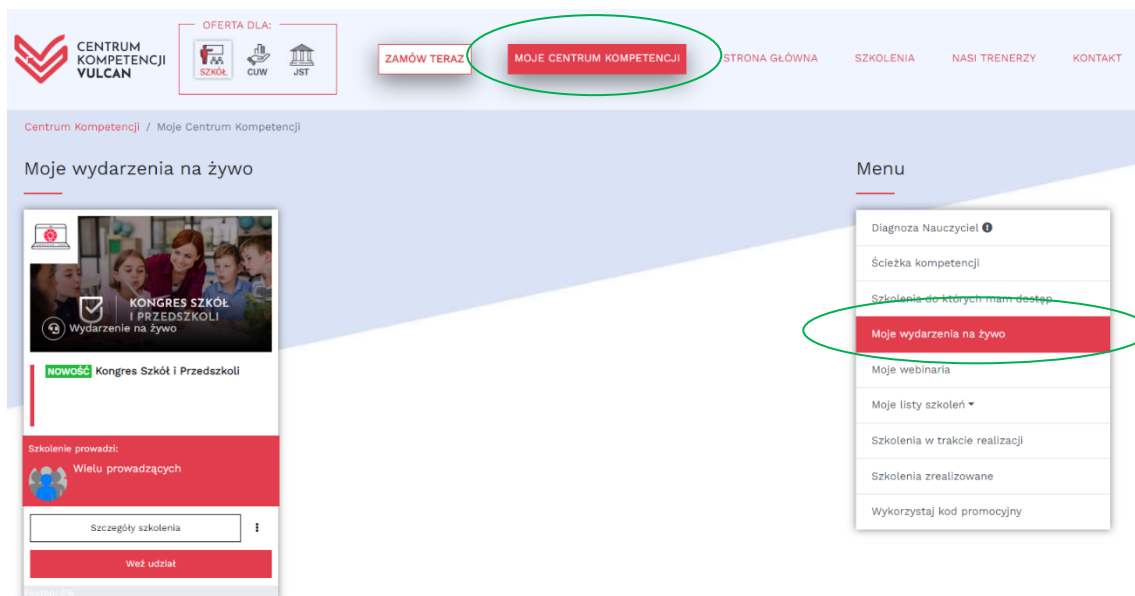 CENTRUM
KOMPETENCJI
VULCAN
OFERTA DLA:
SZKÓŁ CUW JST
ZAMÓW TERAZ
MOJE CENTRUM KOMPETENCJI
STRONA GŁÓWNA
SZKOLENIA
NASI TRENERZY
KONTAKT
Centrum Kompetencji / Moje Centrum Kompetencji
Moje wydarzenia na żywo
KONGRES SZKÓŁ
I PRZEDSZKOLI
Wydarzenie na żywo
NOWOŚĆ Kongres Szkół i Przedszkoli
Szkolenie prowadzi:
Wielu prowadzących
Szczegóły szkolenia
Weź udział
Postęp: 0%
Menu
Diagnoza Nauczyciel
Ścieżka kompetencji
Szkolenia do których mam dostęp
Moje wydarzenia na żywo
Moje webinaria
Moje listy szkoleń
Szkolenia w trakcie realizacji
Szkolenia zrealizowane
Wykorzystaj kod promocyjny